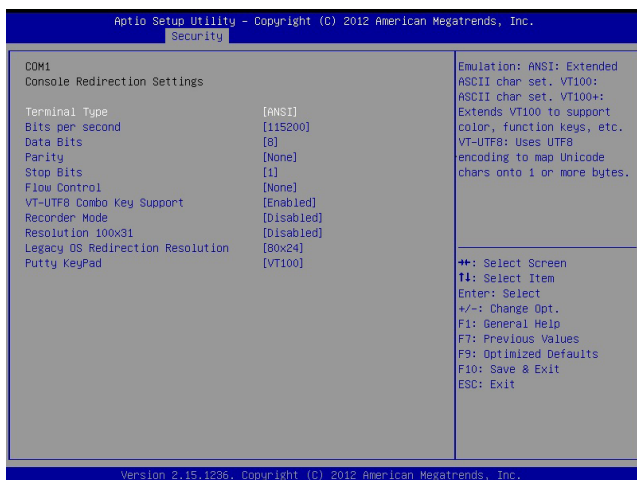 Aptio Setup Utility – Copyright (C) 2012 American Megatrends, Inc.
Security
COM1
Console Redirection Settings
Terminal Type [ANSI]
Bits per second [115200]
Data Bits [8]
Parity [None]
Stop Bits [1]
Flow Control [None]
VT-UTF8 Combo Key Support [Enabled]
Recorder Mode [Disabled]
Resolution 100x31 [Disabled]
Legacy OS Redirection Resolution [80x24]
Putty KeyPad [VT100]
Emulation: ANSI: Extended
ASCII char set. VT100:
ASCII char set. VT100+:
Extends VT100 to support
color, function keys, etc.
VT-UTF8: Uses UTF8
encoding to map Unicode
chars onto 1 or more bytes.
→←: Select Screen
↑↓: Select Item
Enter: Select
+/-: Change Opt.
F1: General Help
F7: Previous Values
F9: Optimized Defaults
F10: Save & Exit
ESC: Exit
Version 2.15.1236. Copyright (C) 2012 American Megatrends, Inc.